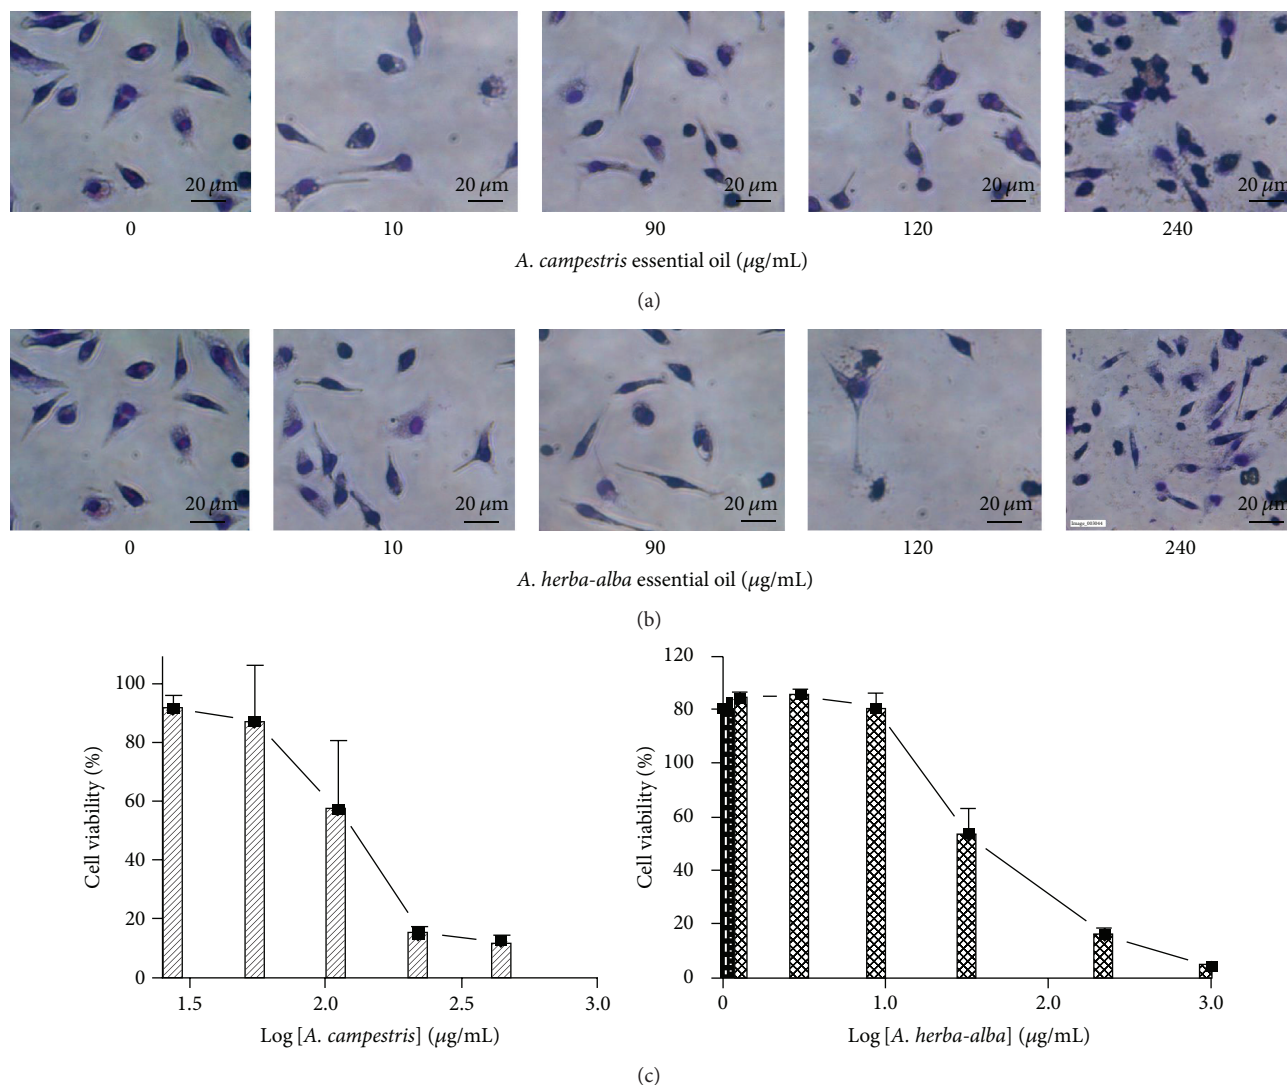 20 µm 20 µm 20 µm 20 µm 20 µm
0 10 90 120 240
A. campestris essential oil (µg/mL)
(a)
20 µm 20 µm 20 µm 20 µm 20 µm
Image_003044
0 10 90 120 240
A. herba-alba essential oil (µg/mL)
(b)
Cell viability (%)
100
80
60
40
20
0
1.5 2.0 2.5 3.0
Log [A. campestris] (µg/mL)
Cell viability (%)
120
80
100
60
40
20
0
0 1.0 2.0 3.0
Log [A. herba-alba] (µg/mL)
(c)